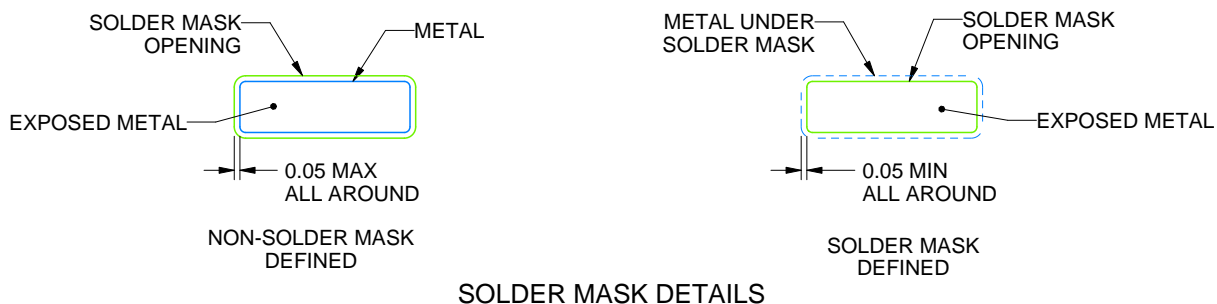 SOLDER MASK
OPENING
METAL
EXPOSED METAL
0.05 MAX
ALL AROUND
NON-SOLDER MASK
DEFINED
METAL UNDER
SOLDER MASK
SOLDER MASK
OPENING
EXPOSED METAL
0.05 MIN
ALL AROUND
SOLDER MASK
DEFINED
SOLDER MASK DETAILS